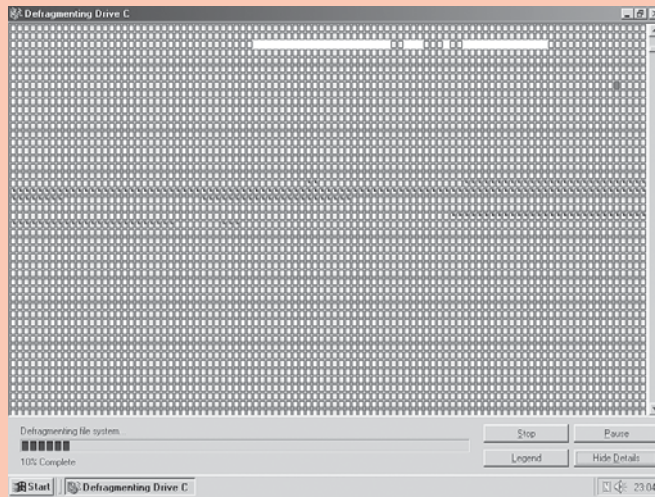 Defragmenting Drive C
Defragmenting file system...
Stop
Pause
10% Complete
Legend
Hide Details
Start
Defragmenting Drive C
23:04